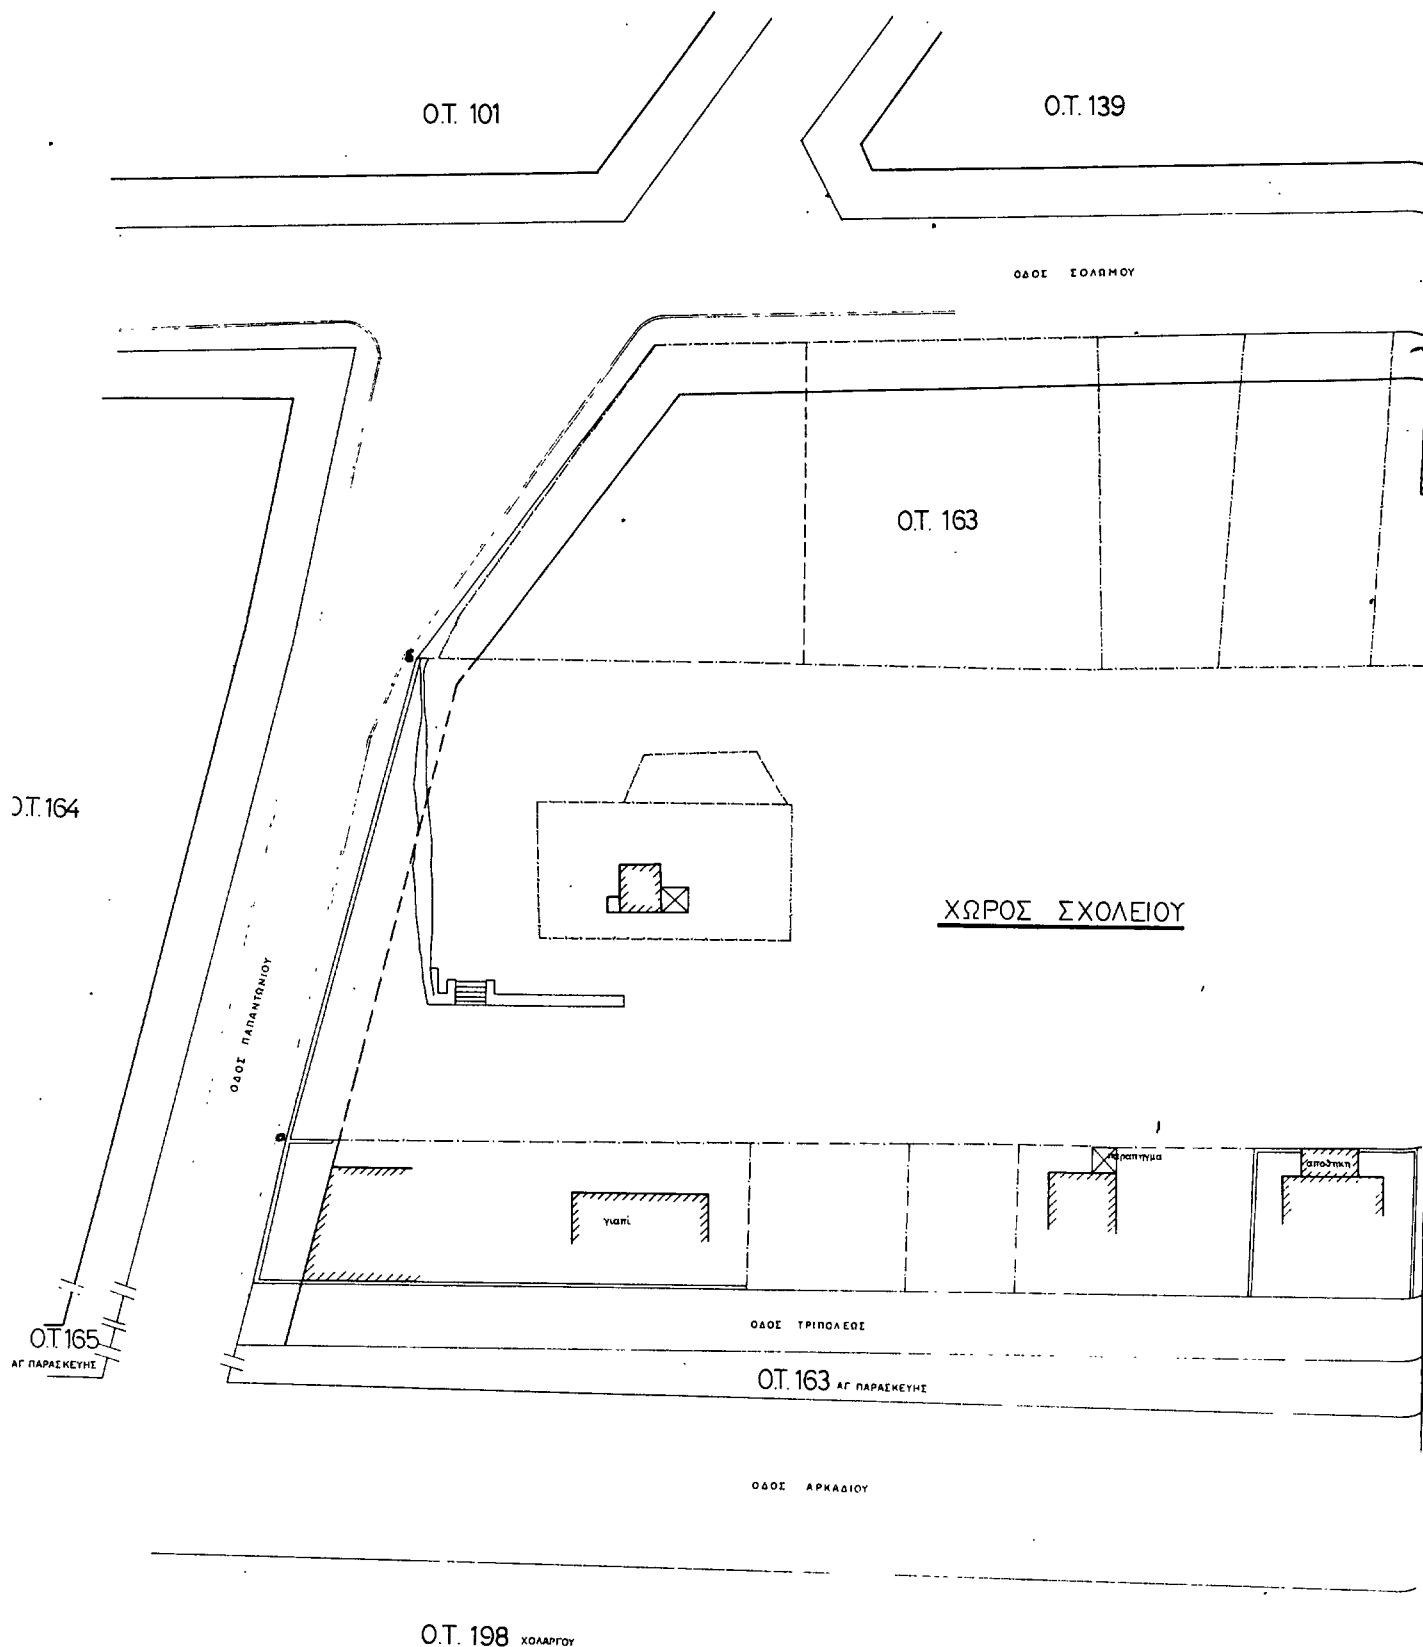 Ο.Τ. 101
Ο.Τ. 139
ΟΔΟΣ ΣΟΛΩΜΟΥ
Ο.Τ. 163
Ο.Τ. 164
ΧΩΡΟΣ ΣΧΟΛΕΙΟΥ
ΟΔΟΣ ΠΑΠΑΝΤΩΝΙΟΥ
παράπηγμα
αποθήκη
γιαπί
ΟΔΟΣ ΤΡΙΠΟΛΕΩΣ
Ο.Τ 165
ΑΓ ΠΑΡΑΣΚΕΥΗΣ
Ο.Τ. 163 ΑΓ ΠΑΡΑΣΚΕΥΗΣ
ΟΔΟΣ ΑΡΚΑΔΙΟΥ
Ο.Τ. 198 ΧΟΛΑΡΓΟΥ